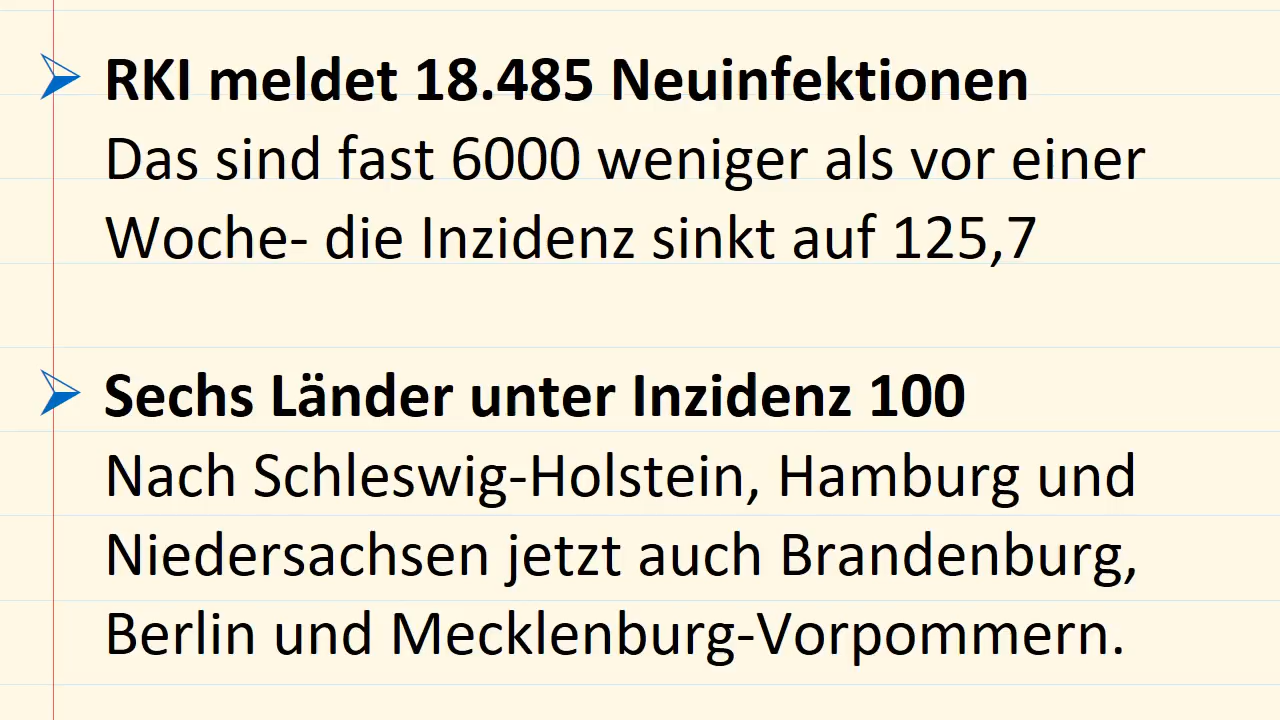 RKI meldet 18.485 Neuinfektionen
Das sind fast 6000 weniger als vor einer
Woche- die Inzidenz sinkt auf 125,7
Sechs Länder unter Inzidenz 100
Nach Schleswig-Holstein, Hamburg und
Niedersachsen jetzt auch Brandenburg,
Berlin und Mecklenburg-Vorpommern.